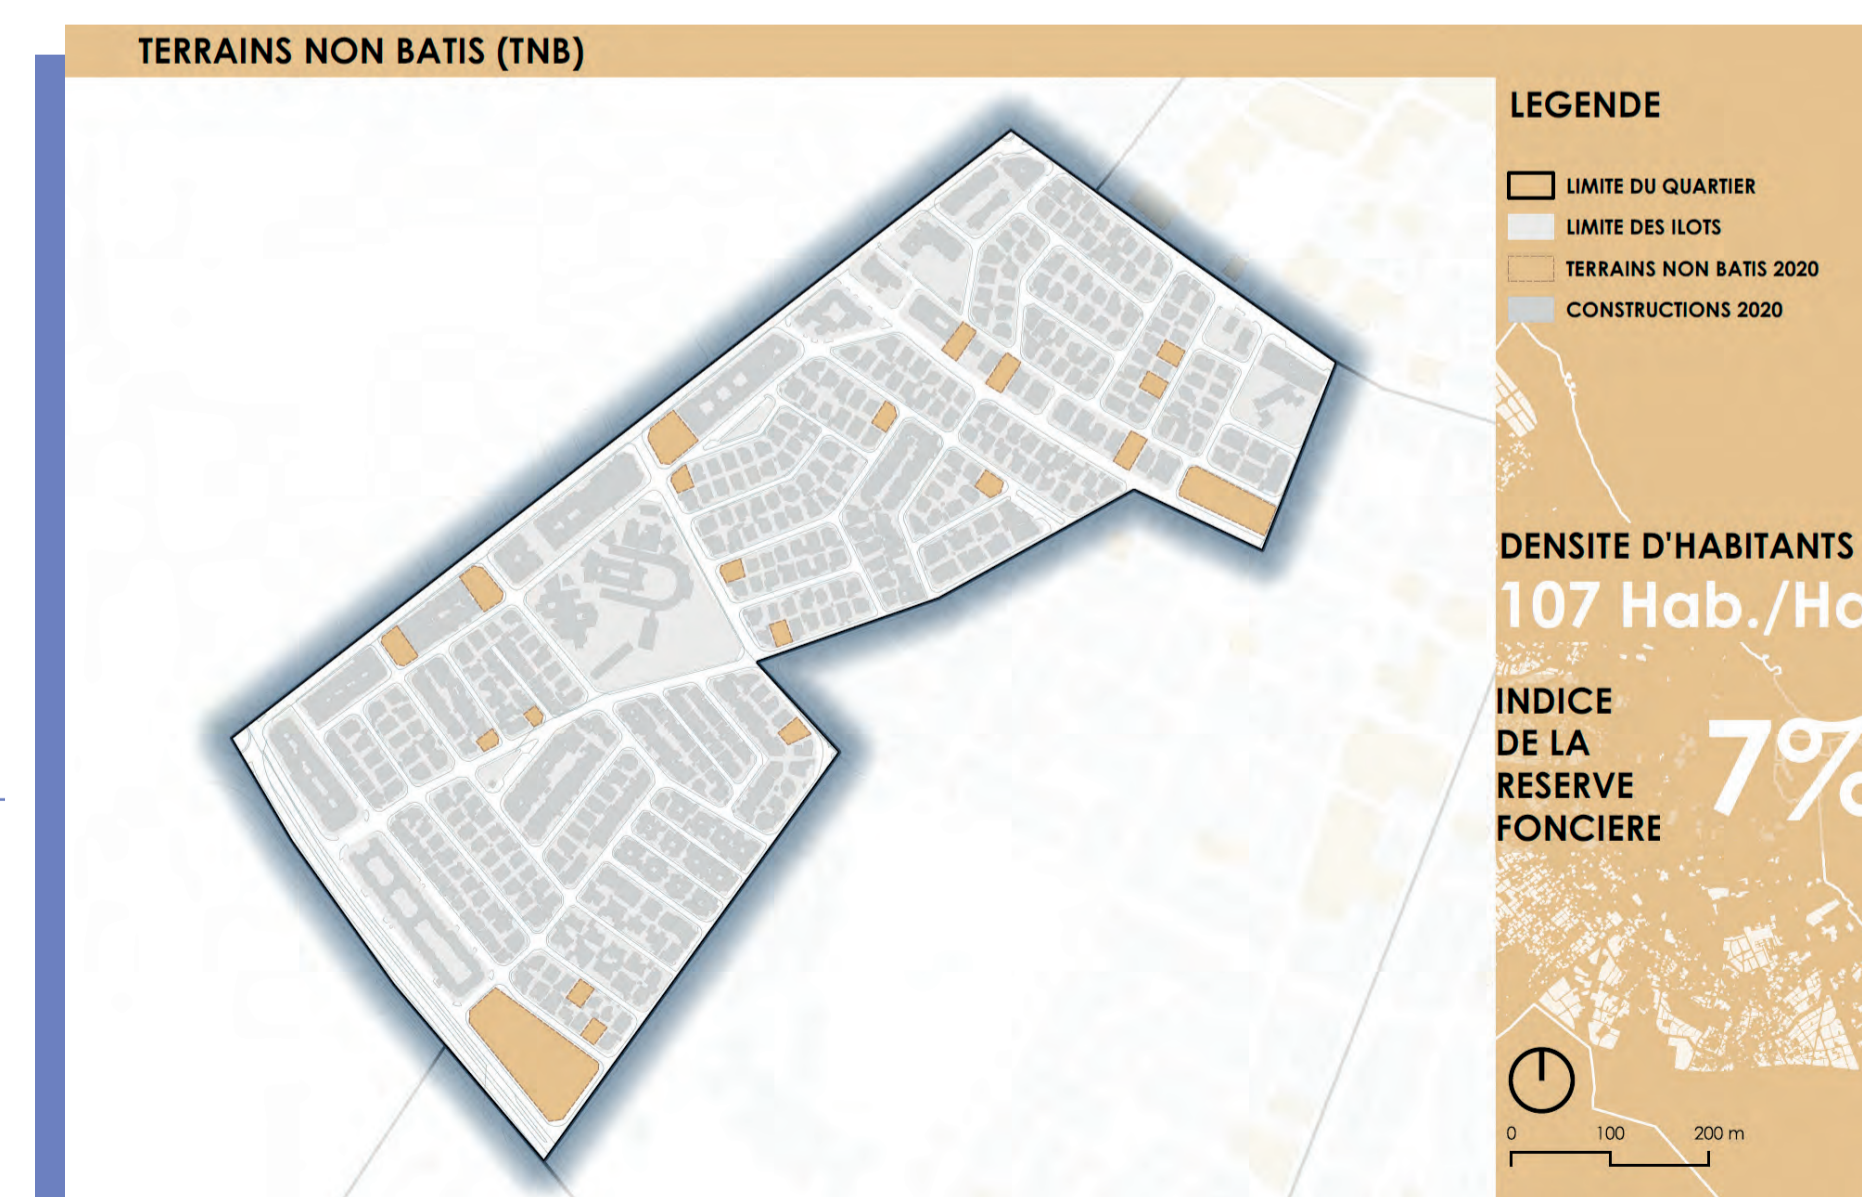 TERRAINS NON BATIS (TNB)
LEGENDE
LIMITE DU QUARTIER
LIMITE DES ILOTS
TERRAINS NON BATIS 2020
CONSTRUCTIONS 2020
DENSITE D'HABITANTS
107 Hab./Ha
INDICE
DE LA
RESERVE
FONCIERE
7%
0 100 200 m